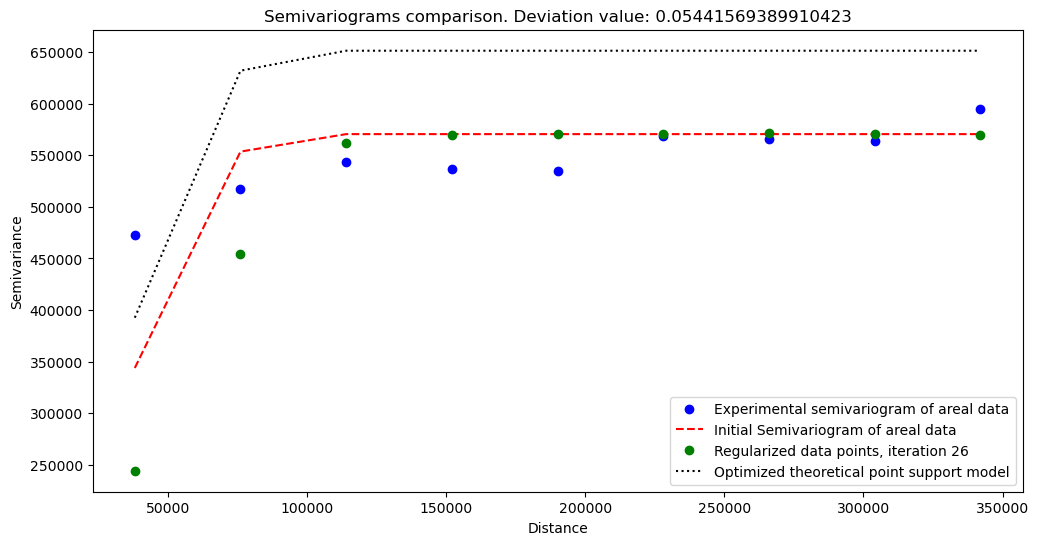 Semivariograms comparison. Deviation value: 0.05441569389910423
650000
600000
550000
500000
450000
400000
350000
300000
250000
Semivariance
Experimental semivariogram of areal data
Initial Semivariogram of areal data
Regularized data points, iteration 26
Optimized theoretical point support model
50000 100000 150000 200000 250000 300000 350000
Distance